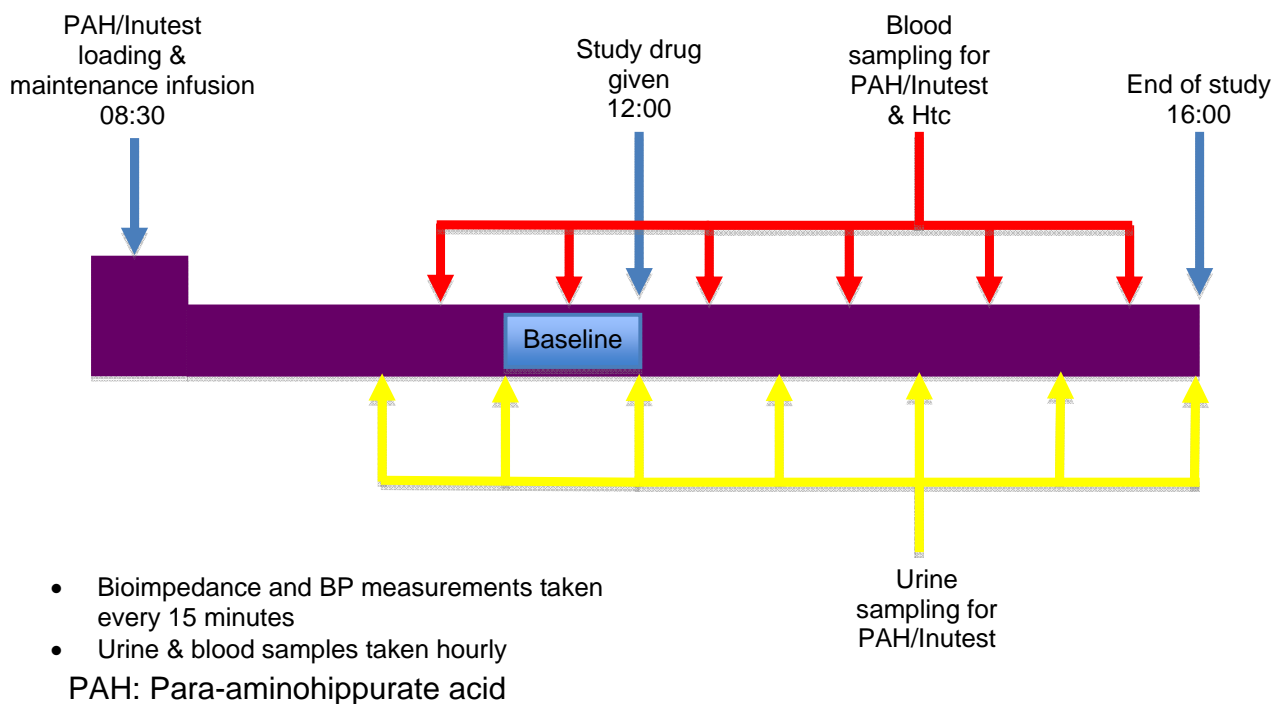 PAH/Inutest
loading &
maintenance infusion
08:30
Study drug
given
12:00
Blood
sampling for
PAH/Inutest
& Htc
End of study
16:00
Baseline
Urine
sampling for
PAH/Inutest
• Bioimpedance and BP measurements taken
every 15 minutes
• Urine & blood samples taken hourly
PAH: Para-aminohippurate acid